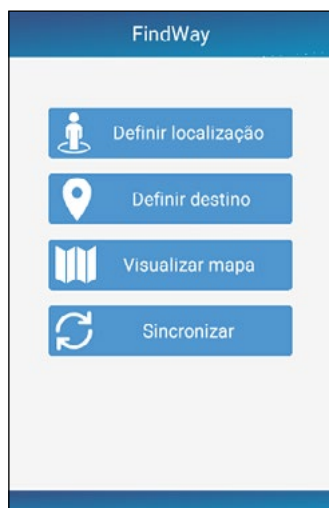 FindWay
Definir localização
Definir destino
Visualizar mapa
Sincronizar